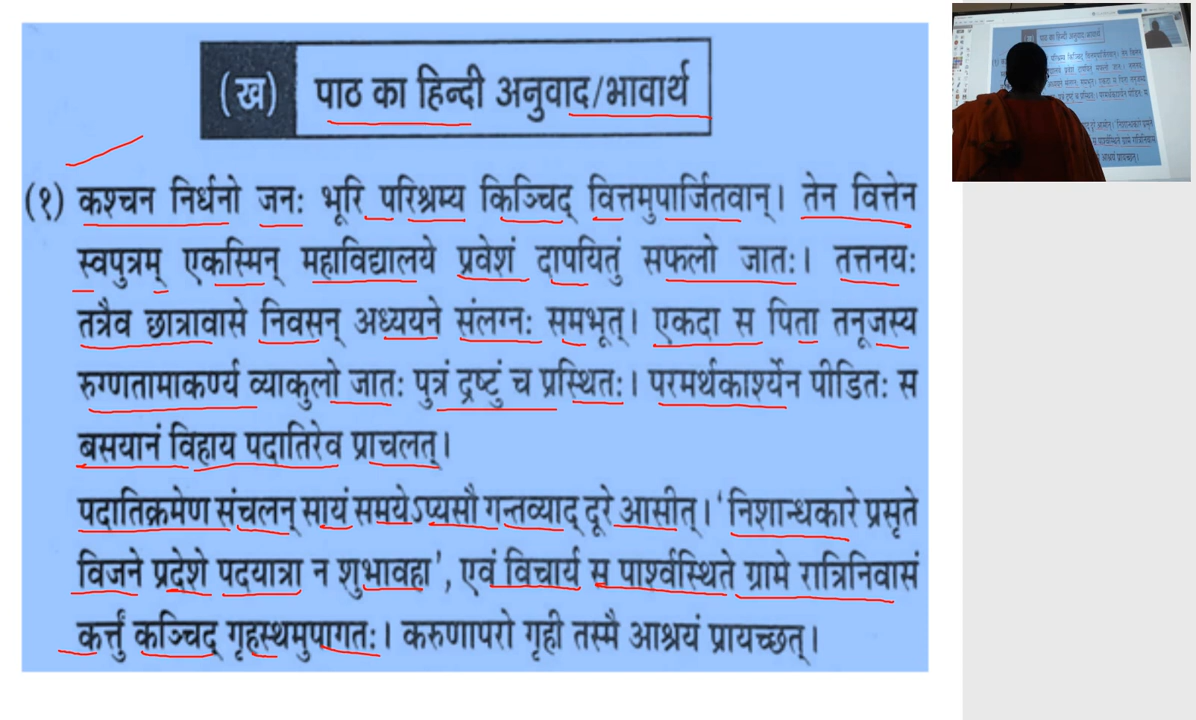 (ख) पाठ का हिन्दी अनुवाद/भावार्थ
(१) कश्चन निर्धनो जनः भूरि परिश्रम्य किञ्चिद् वित्तमुपार्जितवान्। तेन वित्तेन
स्वपुत्रम् एकस्मिन् महाविद्यालये प्रवेशं दापयितुं सफलो जातः। तत्तनयः
तत्रैव छात्रावासे निवसन् अध्ययने संलग्नः समभूत्। एकदा स पिता तनूजस्य
रुग्णतामाकर्ण्य व्याकुलो जातः पुत्रं द्रष्टुं च प्रस्थितः। परमर्थकार्श्येन पीडितः स
बसयानं विहाय पदातिरेव प्राचलत्।
पदातिक्रमेण संचलन् सायं समयेऽप्यसौ गन्तव्याद् दूरे आसीत्। ‘निशान्धकारे प्रसृते
विजने प्रदेशे पदयात्रा न शुभावहा’, एवं विचार्य स पार्श्वस्थिते ग्रामे रात्रिनिवासं
कर्त्तुं कञ्चिद् गृहस्थमुपागतः। करुणापरो गृही तस्मै आश्रयं प्रायच्छत्।